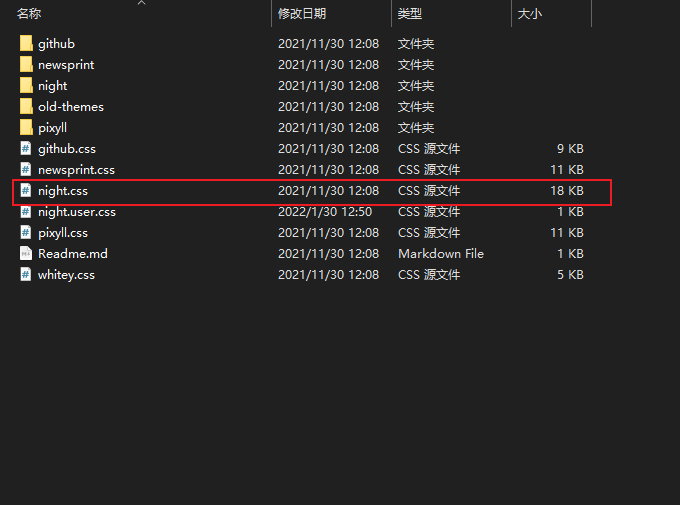 名称 修改日期 类型 大小
github 2021/11/30 12:08 文件夹
newsprint 2021/11/30 12:08 文件夹
night 2021/11/30 12:08 文件夹
old-themes 2021/11/30 12:08 文件夹
pixyll 2021/11/30 12:08 文件夹
github.css 2021/11/30 12:08 CSS 源文件 9 KB
newsprint.css 2021/11/30 12:08 CSS 源文件 11 KB
night.css 2021/11/30 12:08 CSS 源文件 18 KB
night.user.css 2022/1/30 12:50 CSS 源文件 1 KB
pixyll.css 2021/11/30 12:08 CSS 源文件 11 KB
Readme.md 2021/11/30 12:08 Markdown File 1 KB
whitey.css 2021/11/30 12:08 CSS 源文件 5 KB